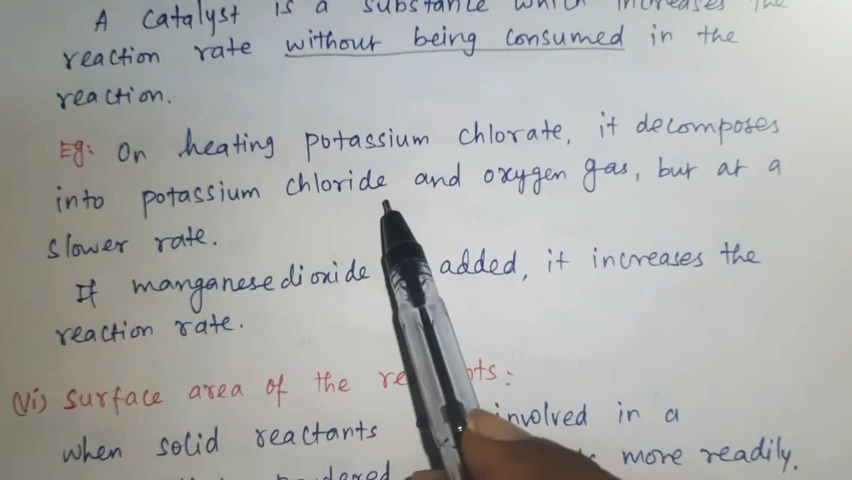 A catalyst is a substance which increases the
reaction rate without being consumed in the
reaction.
Eg: On heating potassium chlorate, it decomposes
into potassium chloride and oxygen gas, but at a
slower rate.
If manganese dioxide added, it increases the
reaction rate.
(vi) Surface area of the
when solid reactants involved in a
more readily.